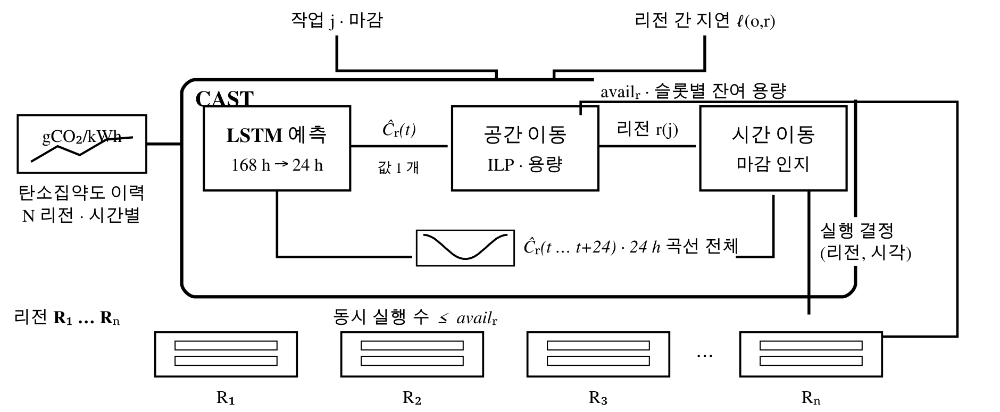 작업 j · 마감
리전 간 지연 ℓ(o,r)
CAST
avail_r · 슬롯별 잔여 용량
gCO₂/kWh
탄소집약도 이력
N 리전 · 시간별
LSTM 예측
168 h → 24 h
Ĉ_r(t)
값 1 개
공간 이동
ILP · 용량
리전 r(j)
시간 이동
마감 인지
Ĉ_r(t … t+24) · 24 h 곡선 전체
실행 결정
(리전, 시각)
리전 R₁ … Rₙ
동시 실행 수 ≤ avail_r
R₁
R₂
R₃
…
Rₙ